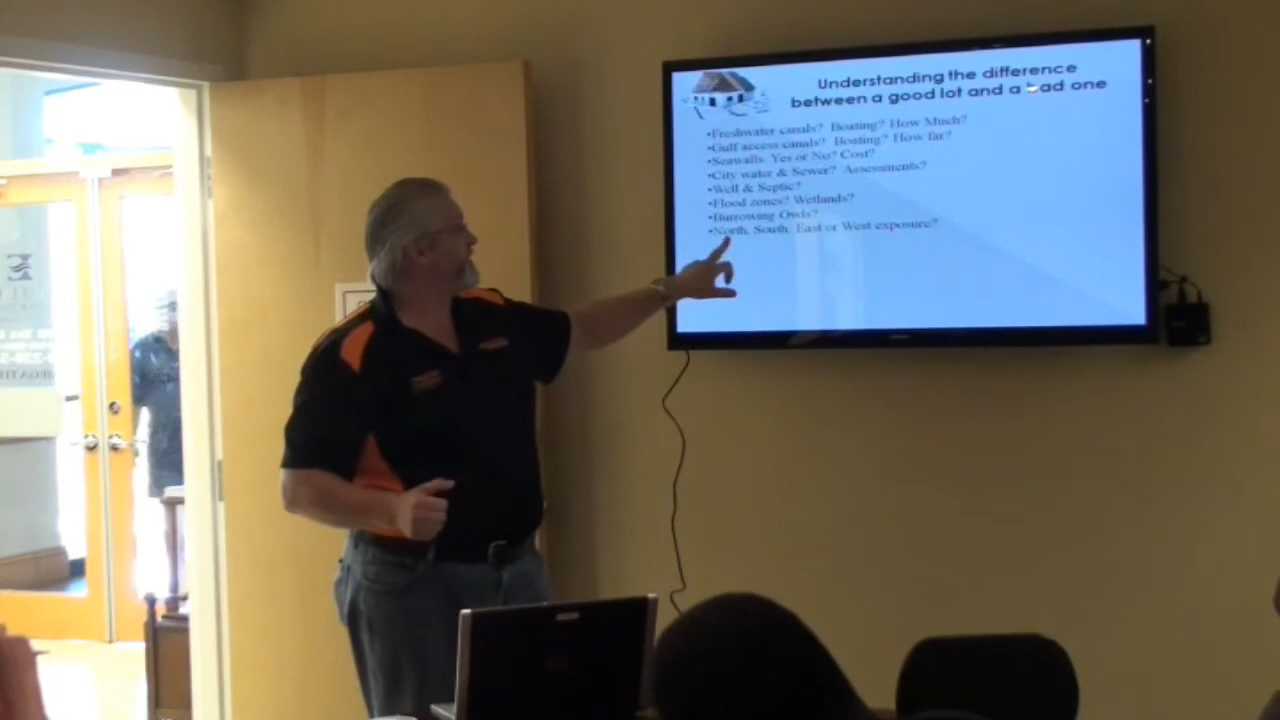 Understanding the difference
between a good lot and a bad one
•Freshwater canals? Boating? How Much?
•Gulf access canals? Boating? How far?
•Seawalls. Yes or No? Cost?
•City water & Sewer? Assessments?
•Well & Septic?
•Flood zones? Wetlands?
•Burrowing Owls?
•North, South, East or West exposure?